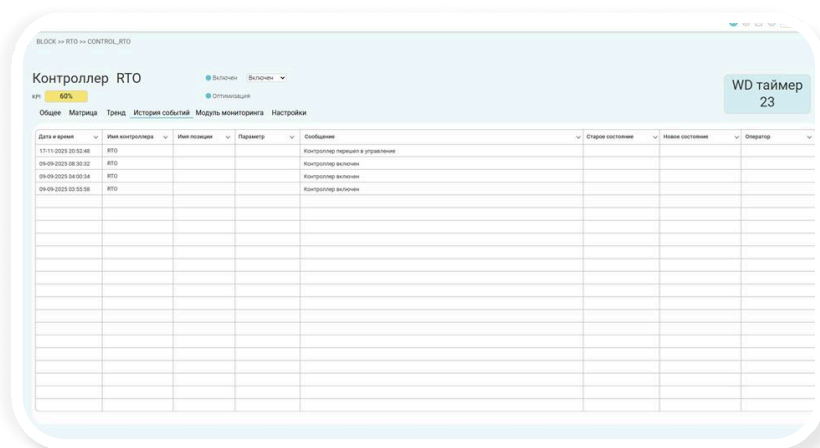 BLOCK >> RTO >> CONTROL_RTO
Контроллер RTO
Включен Включен
WD таймер
23
KPI 60%
Оптимизация
Общее Матрица Тренд История событий Модуль мониторинга Настройки
Дата и время Имя контроллера Имя позиции Параметр Сообщение Старое состояние Новое состояние Оператор
17-11-2025 20:52:48 RTO Контроллер перешел в управление
09-09-2025 08:30:32 RTO Контроллер включен
09-09-2025 04:00:34 RTO Контроллер включен
09-09-2025 03:55:58 RTO Контроллер включен